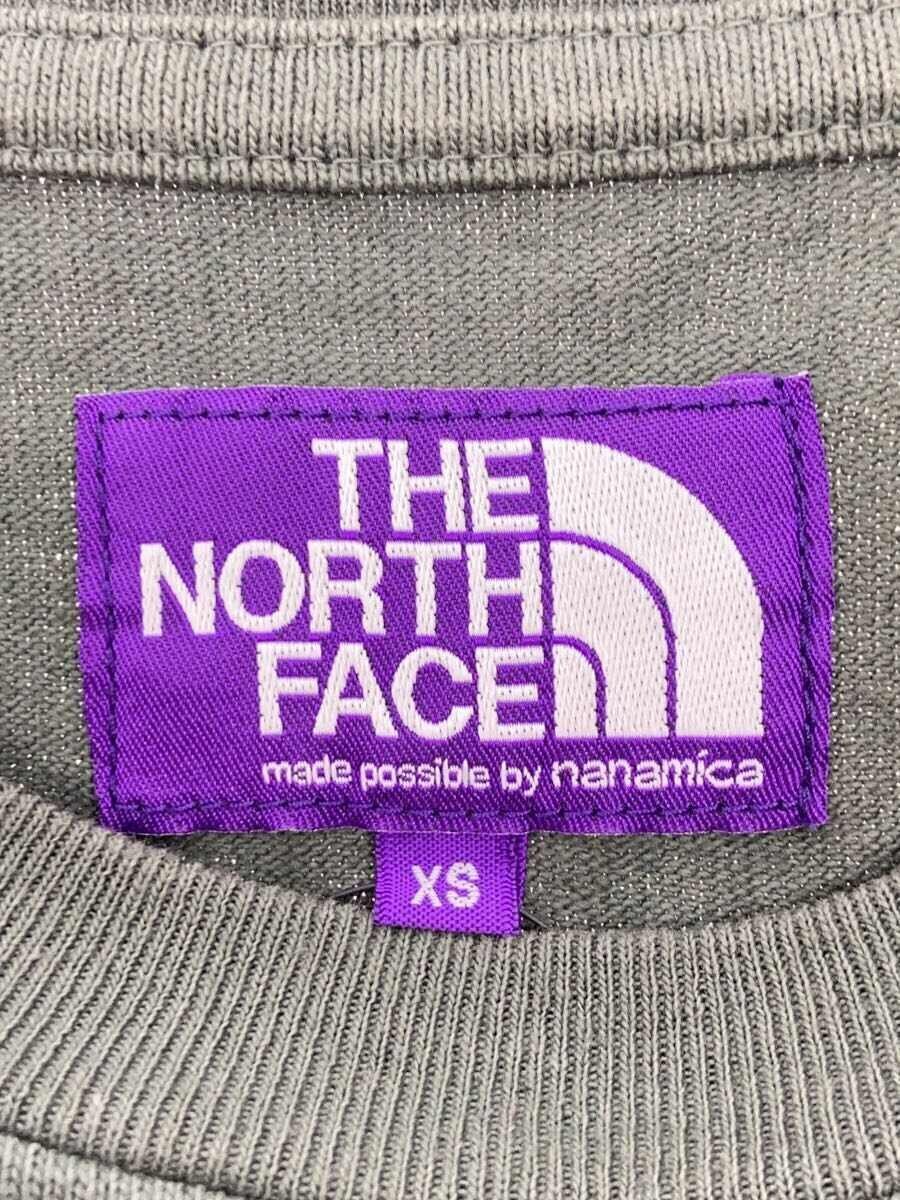 THE
NORTH
FACE
made possible by nanamica
XS